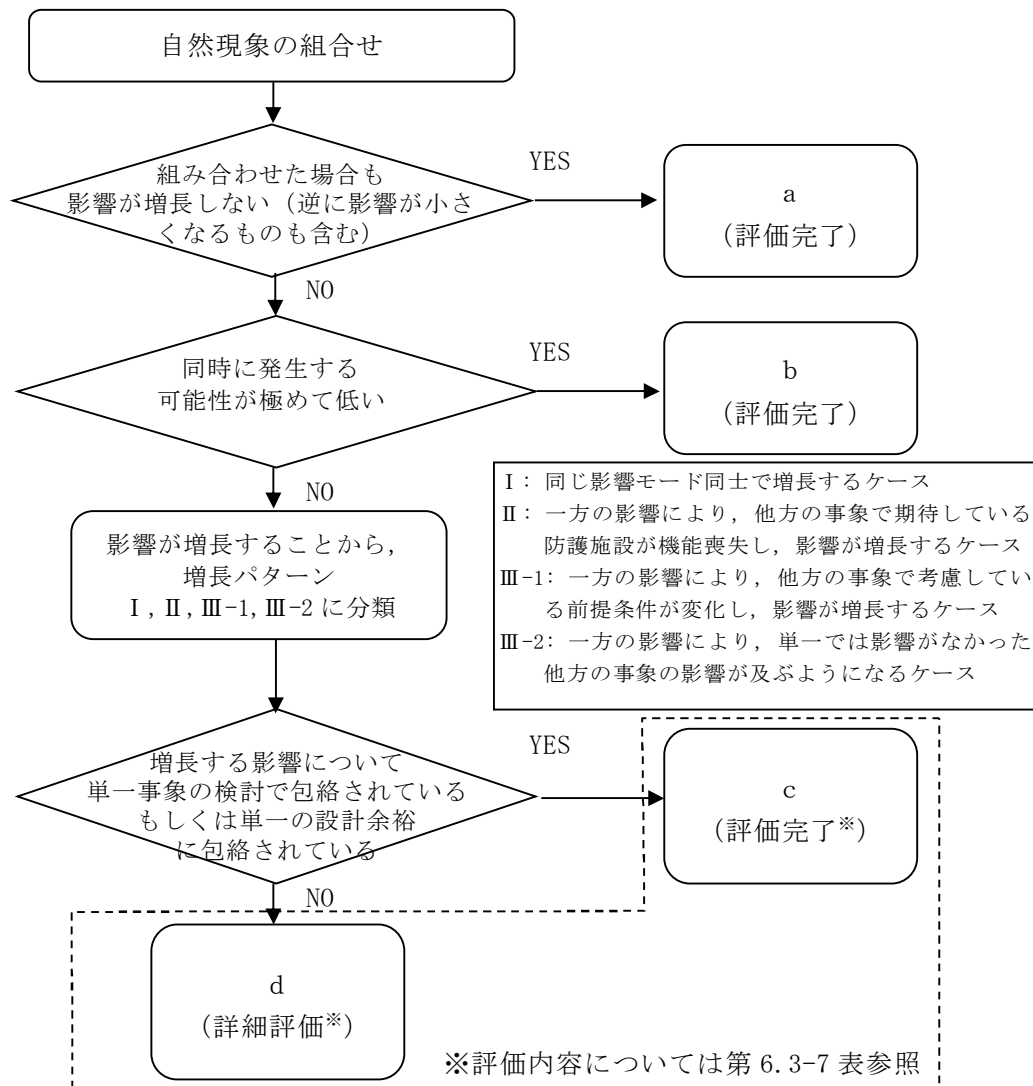 自然現象の組合せ
組み合わせた場合も
影響が増長しない（逆に影響が小さ
くなるものも含む）
YES
a
（評価完了）
NO
同時に発生する
可能性が極めて低い
YES
b
（評価完了）
NO
影響が増長することから，
増長パターン
Ⅰ，Ⅱ，Ⅲ-1，Ⅲ-2 に分類
Ⅰ： 同じ影響モード同士で増長するケース
Ⅱ： 一方の影響により，他方の事象で期待している
防護施設が機能喪失し，影響が増長するケース
Ⅲ-1： 一方の影響により，他方の事象で考慮してい
る前提条件が変化し，影響が増長するケース
Ⅲ-2： 一方の影響により，単一では影響がなかった
他方の事象の影響が及ぶようになるケース
増長する影響について
単一事象の検討で包絡されている
もしくは単一の設計余裕
に包絡されている
YES
c
（評価完了※）
NO
d
（詳細評価※）
※評価内容については第 6.3-7 表参照